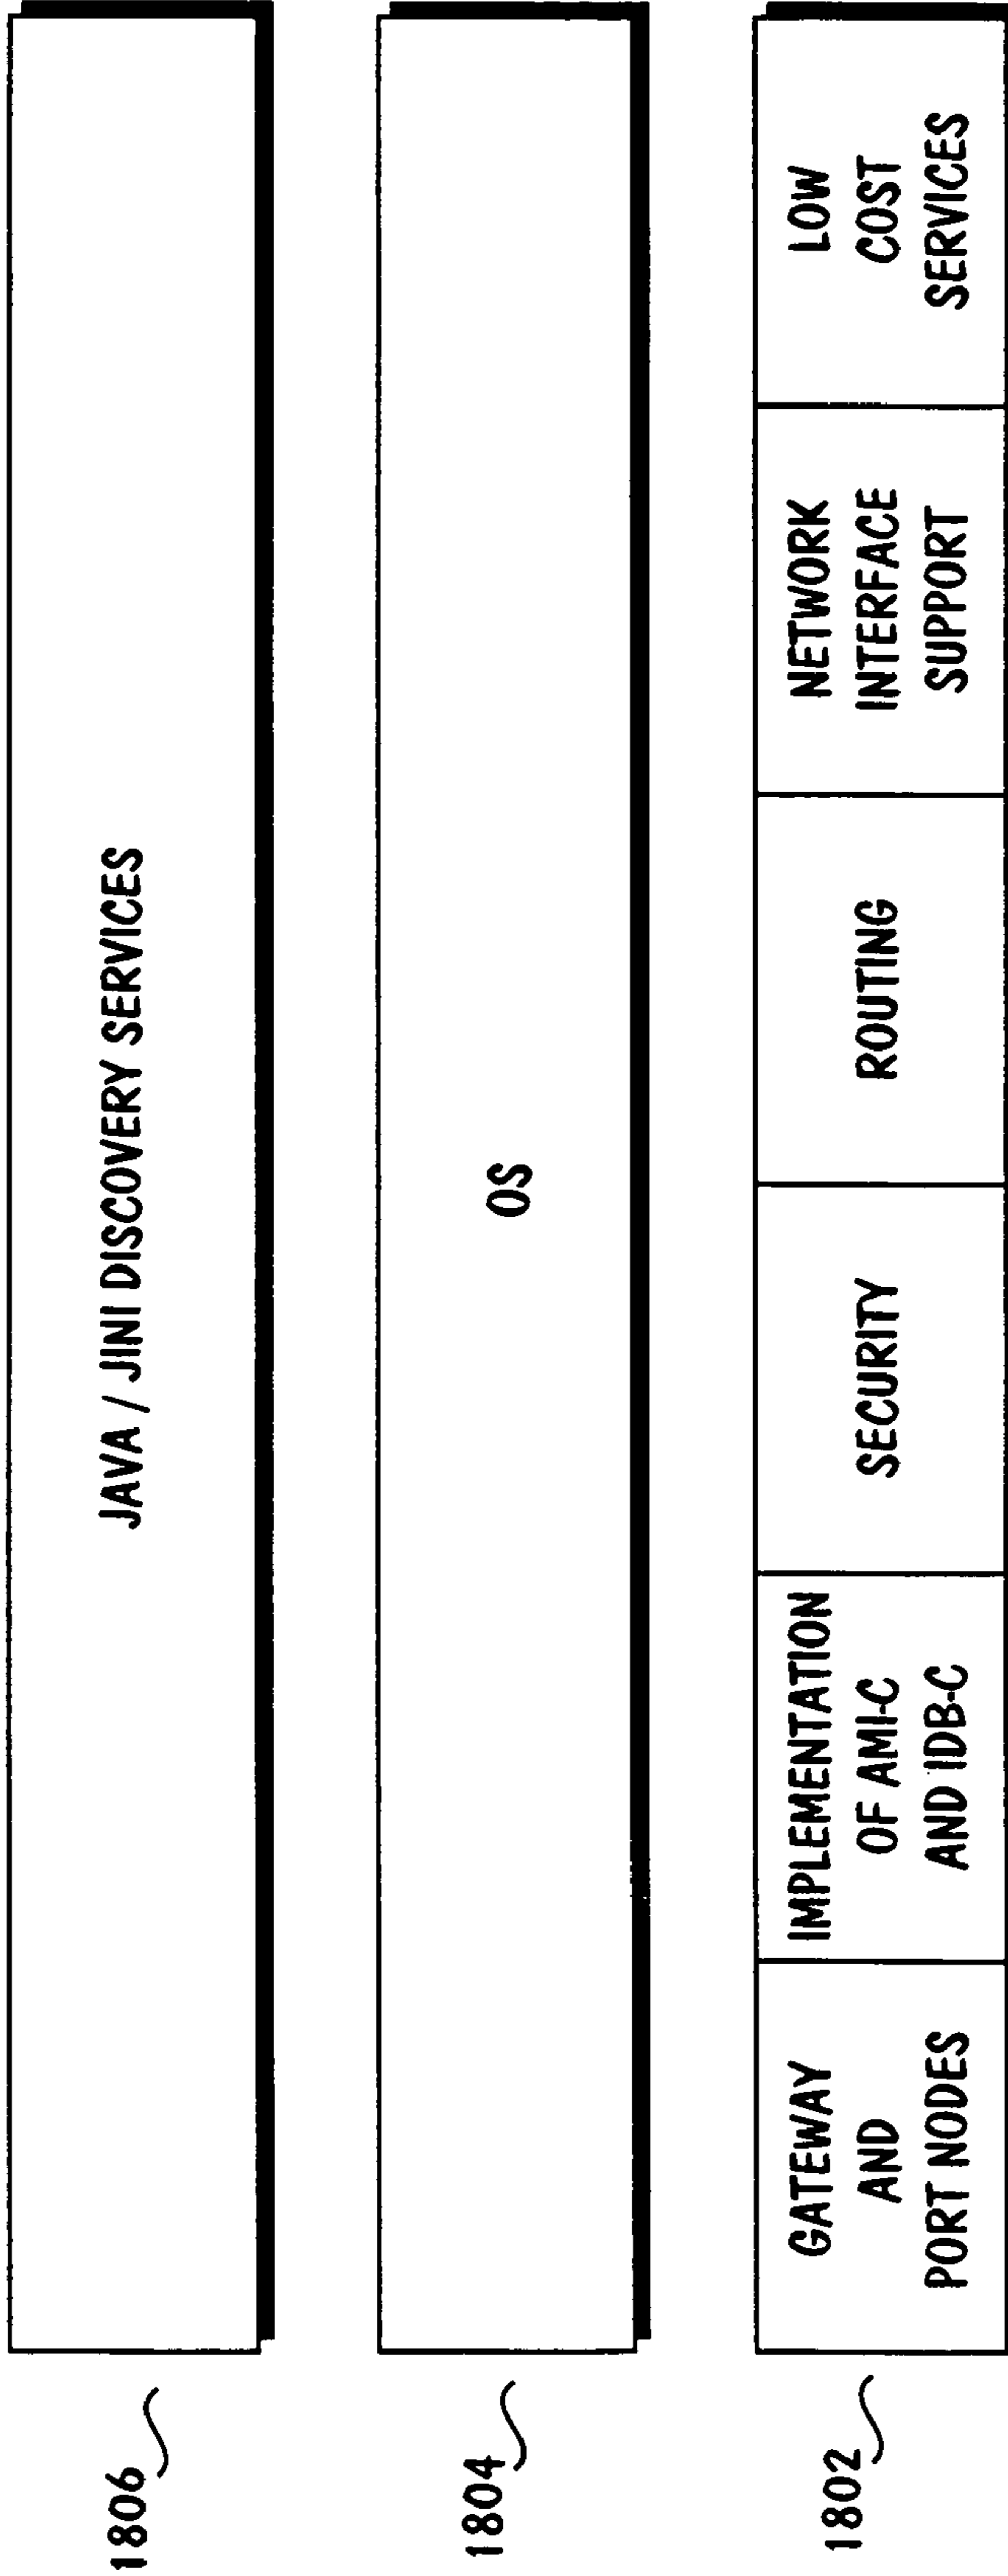 1806
JAVA / JINI DISCOVERY SERVICES
1804
OS
1802
GATEWAY
AND
PORT NODES
IMPLEMENTATION
OF AMI-C
AND IDB-C
SECURITY
ROUTING
NETWORK
INTERFACE
SUPPORT
LOW
COST
SERVICES